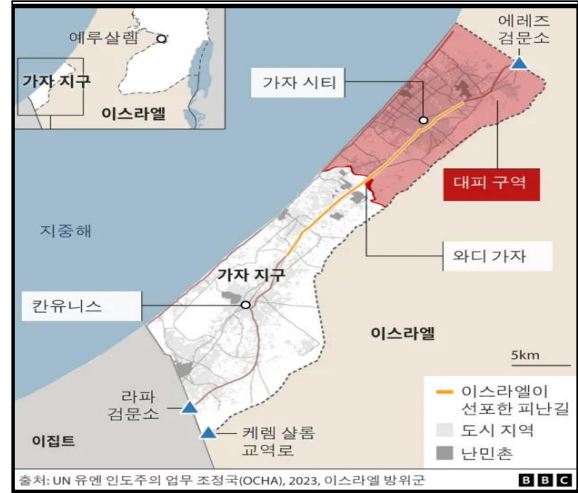 예루살렘
가자 지구
이스라엘
에레즈
검문소
가자 시티
대피 구역
지중해
와디 가자
가자 지구
칸유니스
이스라엘
5km
라파
검문소
케렘 샬롬
교역로
이집트
이스라엘이
선포한 피난길
도시 지역
난민촌
출처: UN 유엔 인도주의 업무 조정국(OCHA), 2023, 이스라엘 방위군
BBC